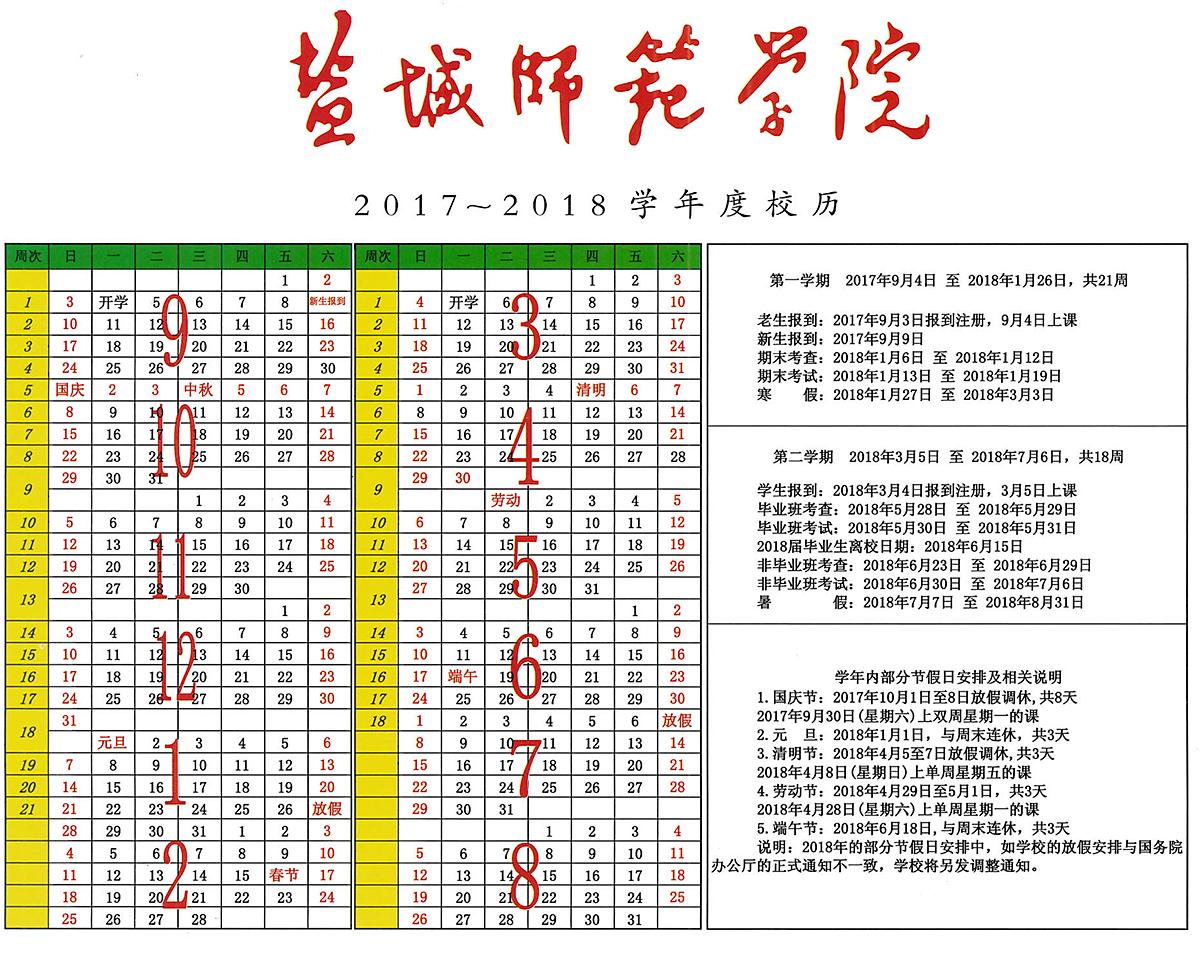 盐城师范学院
2017～2018学年度校历
周次 日 一 二 三 四 五 六
1 2
1 3 开学 5 6 7 8 新生报到
2 10 11 12 13 14 15 16
3 17 18 19 20 21 22 23
4 24 25 26 27 28 29 30
9
5 国庆 2 3 中秋 5 6 7
6 8 9 10 11 12 13 14
7 15 16 17 18 19 20 21
8 22 23 24 25 26 27 28
9 29 30 31
10
1 2 3 4
10 5 6 7 8 9 10 11
11 12 13 14 15 16 17 18
12 19 20 21 22 23 24 25
13 26 27 28 29 30
11
1 2
14 3 4 5 6 7 8 9
15 10 11 12 13 14 15 16
16 17 18 19 20 21 22 23
17 24 25 26 27 28 29 30
18 31
12
元旦 2 3 4 5 6
19 7 8 9 10 11 12 13
20 14 15 16 17 18 19 20
21 21 22 23 24 25 26 放假
28 29 30 31 1 2 3
1
4 5 6 7 8 9 10
11 12 13 14 15 春节 17
18 19 20 21 22 23 24
25 26 27 28
2
周次 日 一 二 三 四 五 六
1 2 3
1 4 开学 6 7 8 9 10
2 11 12 13 14 15 16 17
3 18 19 20 21 22 23 24
4 25 26 27 28 29 30 31
3
5 1 2 3 4 清明 6 7
6 8 9 10 11 12 13 14
7 15 16 17 18 19 20 21
8 22 23 24 25 26 27 28
9 29 30
4
劳动 2 3 4 5
10 6 7 8 9 10 11 12
11 13 14 15 16 17 18 19
12 20 21 22 23 24 25 26
13 27 28 29 30 31
5
1 2
14 3 4 5 6 7 8 9
15 10 11 12 13 14 15 16
16 17 端午 19 20 21 22 23
17 24 25 26 27 28 29 30
6
18 1 2 3 4 5 6 放假
8 9 10 11 12 13 14
15 16 17 18 19 20 21
22 23 24 25 26 27 28
29 30 31
7
1 2 3 4
5 6 7 8 9 10 11
12 13 14 15 16 17 18
19 20 21 22 23 24 25
26 27 28 29 30 31
8
第一学期 2017年9月4日 至 2018年1月26日，共21周
老生报到：2017年9月3日报到注册，9月4日上课
新生报到：2017年9月9日
期末考查：2018年1月6日 至 2018年1月12日
期末考试：2018年1月13日 至 2018年1月19日
寒 假：2018年1月27日 至 2018年3月3日
第二学期 2018年3月5日 至 2018年7月6日，共18周
学生报到：2018年3月4日报到注册，3月5日上课
毕业班考查：2018年5月28日 至 2018年5月29日
毕业班考试：2018年5月30日 至 2018年5月31日
2018届毕业生离校日期：2018年6月15日
非毕业班考查：2018年6月23日 至 2018年6月29日
非毕业班考试：2018年6月30日 至 2018年7月6日
暑 假：2018年7月7日 至 2018年8月31日
学年内部分节假日安排及相关说明
1.国庆节：2017年10月1日至8日放假调休，共8天
2017年9月30日(星期六)上双周星期一的课
2.元 旦：2018年1月1日，与周末连休，共3天
3.清明节：2018年4月5至7日放假调休，共3天
2018年4月8日(星期日)上单周星期五的课
4.劳动节：2018年4月29日至5月1日，共3天
2018年4月28日(星期六)上单周星期一的课
5.端午节：2018年6月18日，与周末连休，共3天
说明：2018年的部分节假日安排中，如学校的放假安排与国务院
办公厅的正式通知不一致，学校将另发调整通知。